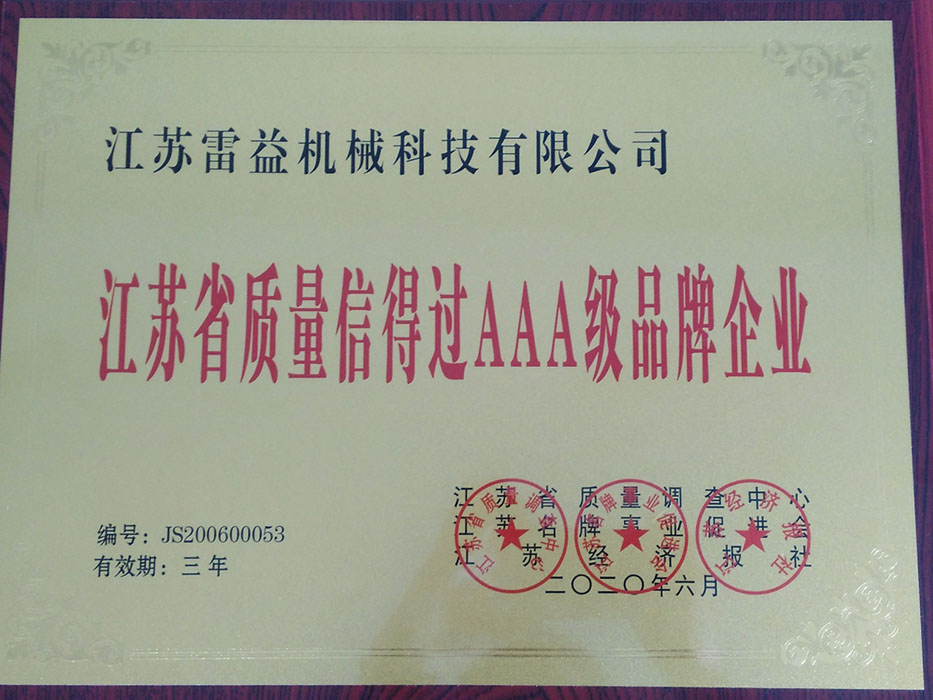 江苏雷益机械科技有限公司
江苏省质量信得过AAA级品牌企业
编号：JS200600053
有效期：三年
江苏省质量调查中心
江苏省名牌事业促进会
江苏经济报社
二〇二〇年六月